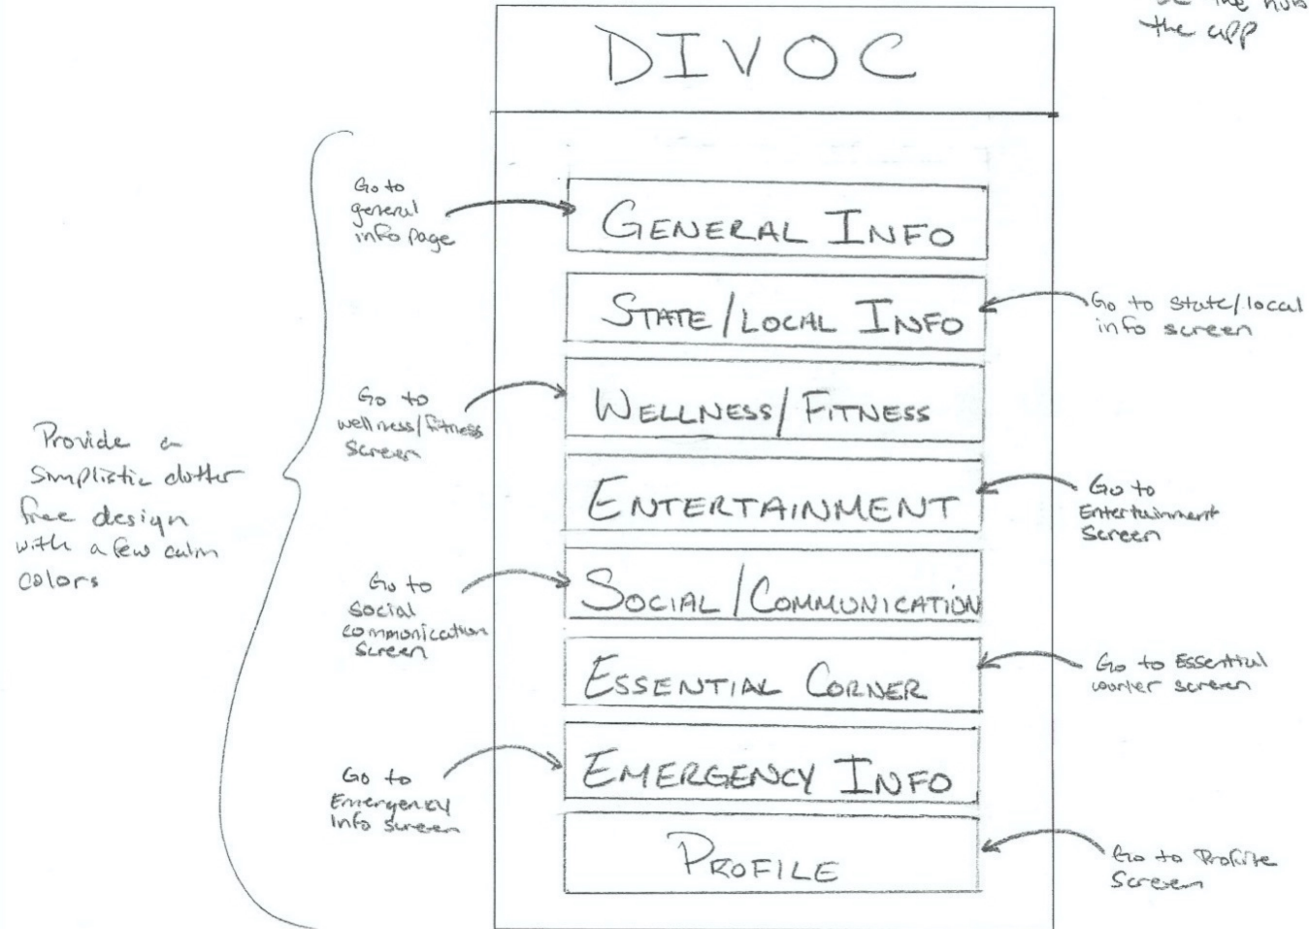 the hub
the app
DIVOC
Go to
general
info page
GENERAL INFO
STATE/LOCAL INFO
Go to State/local
info screen
Go to
wellness/fitness
screen
WELLNESS/FITNESS
Provide a
Simplistic clutter
free design
with a few calm
colors
ENTERTAINMENT
Go to
Entertainment
Screen
Go to
social
communication
screen
SOCIAL/COMMUNICATION
ESSENTIAL CORNER
Go to Essential
screen
Go to
Emergency
Info screen
EMERGENCY INFO
PROFILE
Go to Profile
Screen